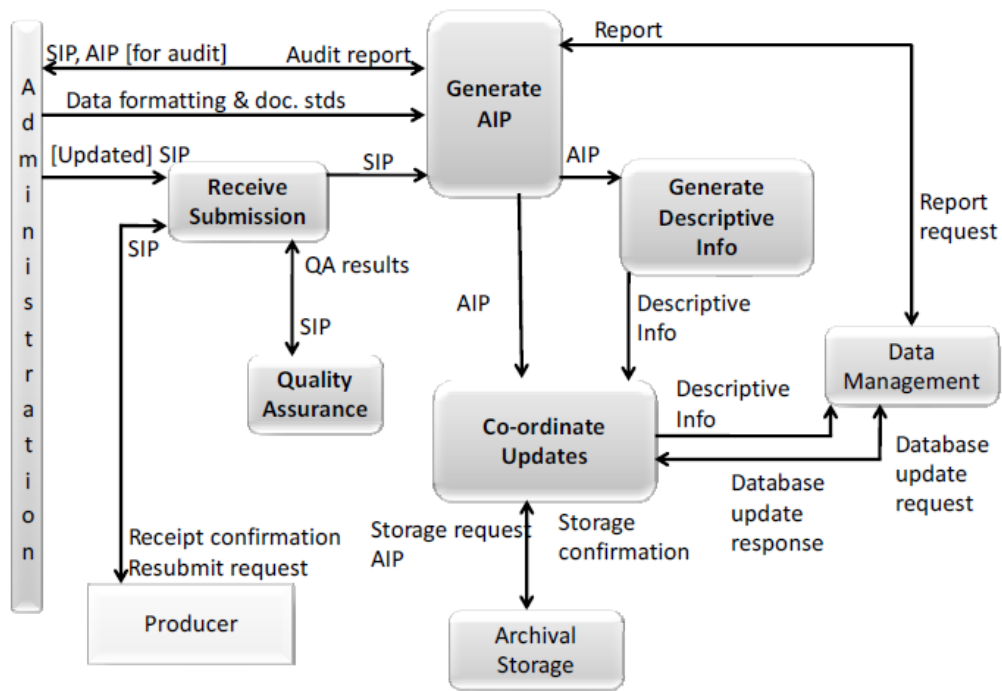 Administration
SIP, AIP [for audit]
Audit report
Data formatting & doc. stds
[Updated] SIP
Receive
Submission
SIP
Generate
AIP
Report
AIP
Generate
Descriptive
Info
Report
request
SIP
QA results
SIP
Quality
Assurance
AIP
Descriptive
Info
Data
Management
Co-ordinate
Updates
Descriptive
Info
Database
update
response
Database
update
request
Storage request
AIP
Storage
confirmation
Receipt confirmation
Resubmit request
Producer
Archival
Storage